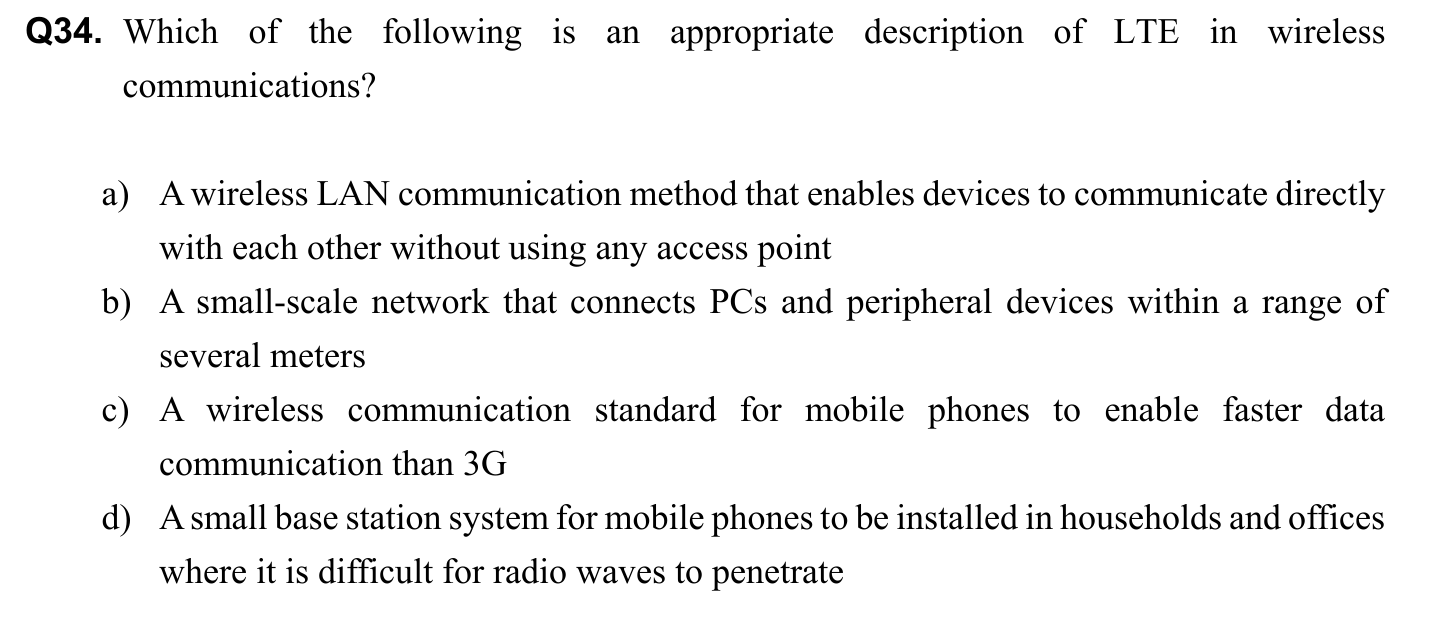 Q34. Which of the following is an appropriate description of LTE in wireless
communications?
a) A wireless LAN communication method that enables devices to communicate directly
with each other without using any access point
b) A small-scale network that connects PCs and peripheral devices within a range of
several meters
c) A wireless communication standard for mobile phones to enable faster data
communication than 3G
d) A small base station system for mobile phones to be installed in households and offices
where it is difficult for radio waves to penetrate